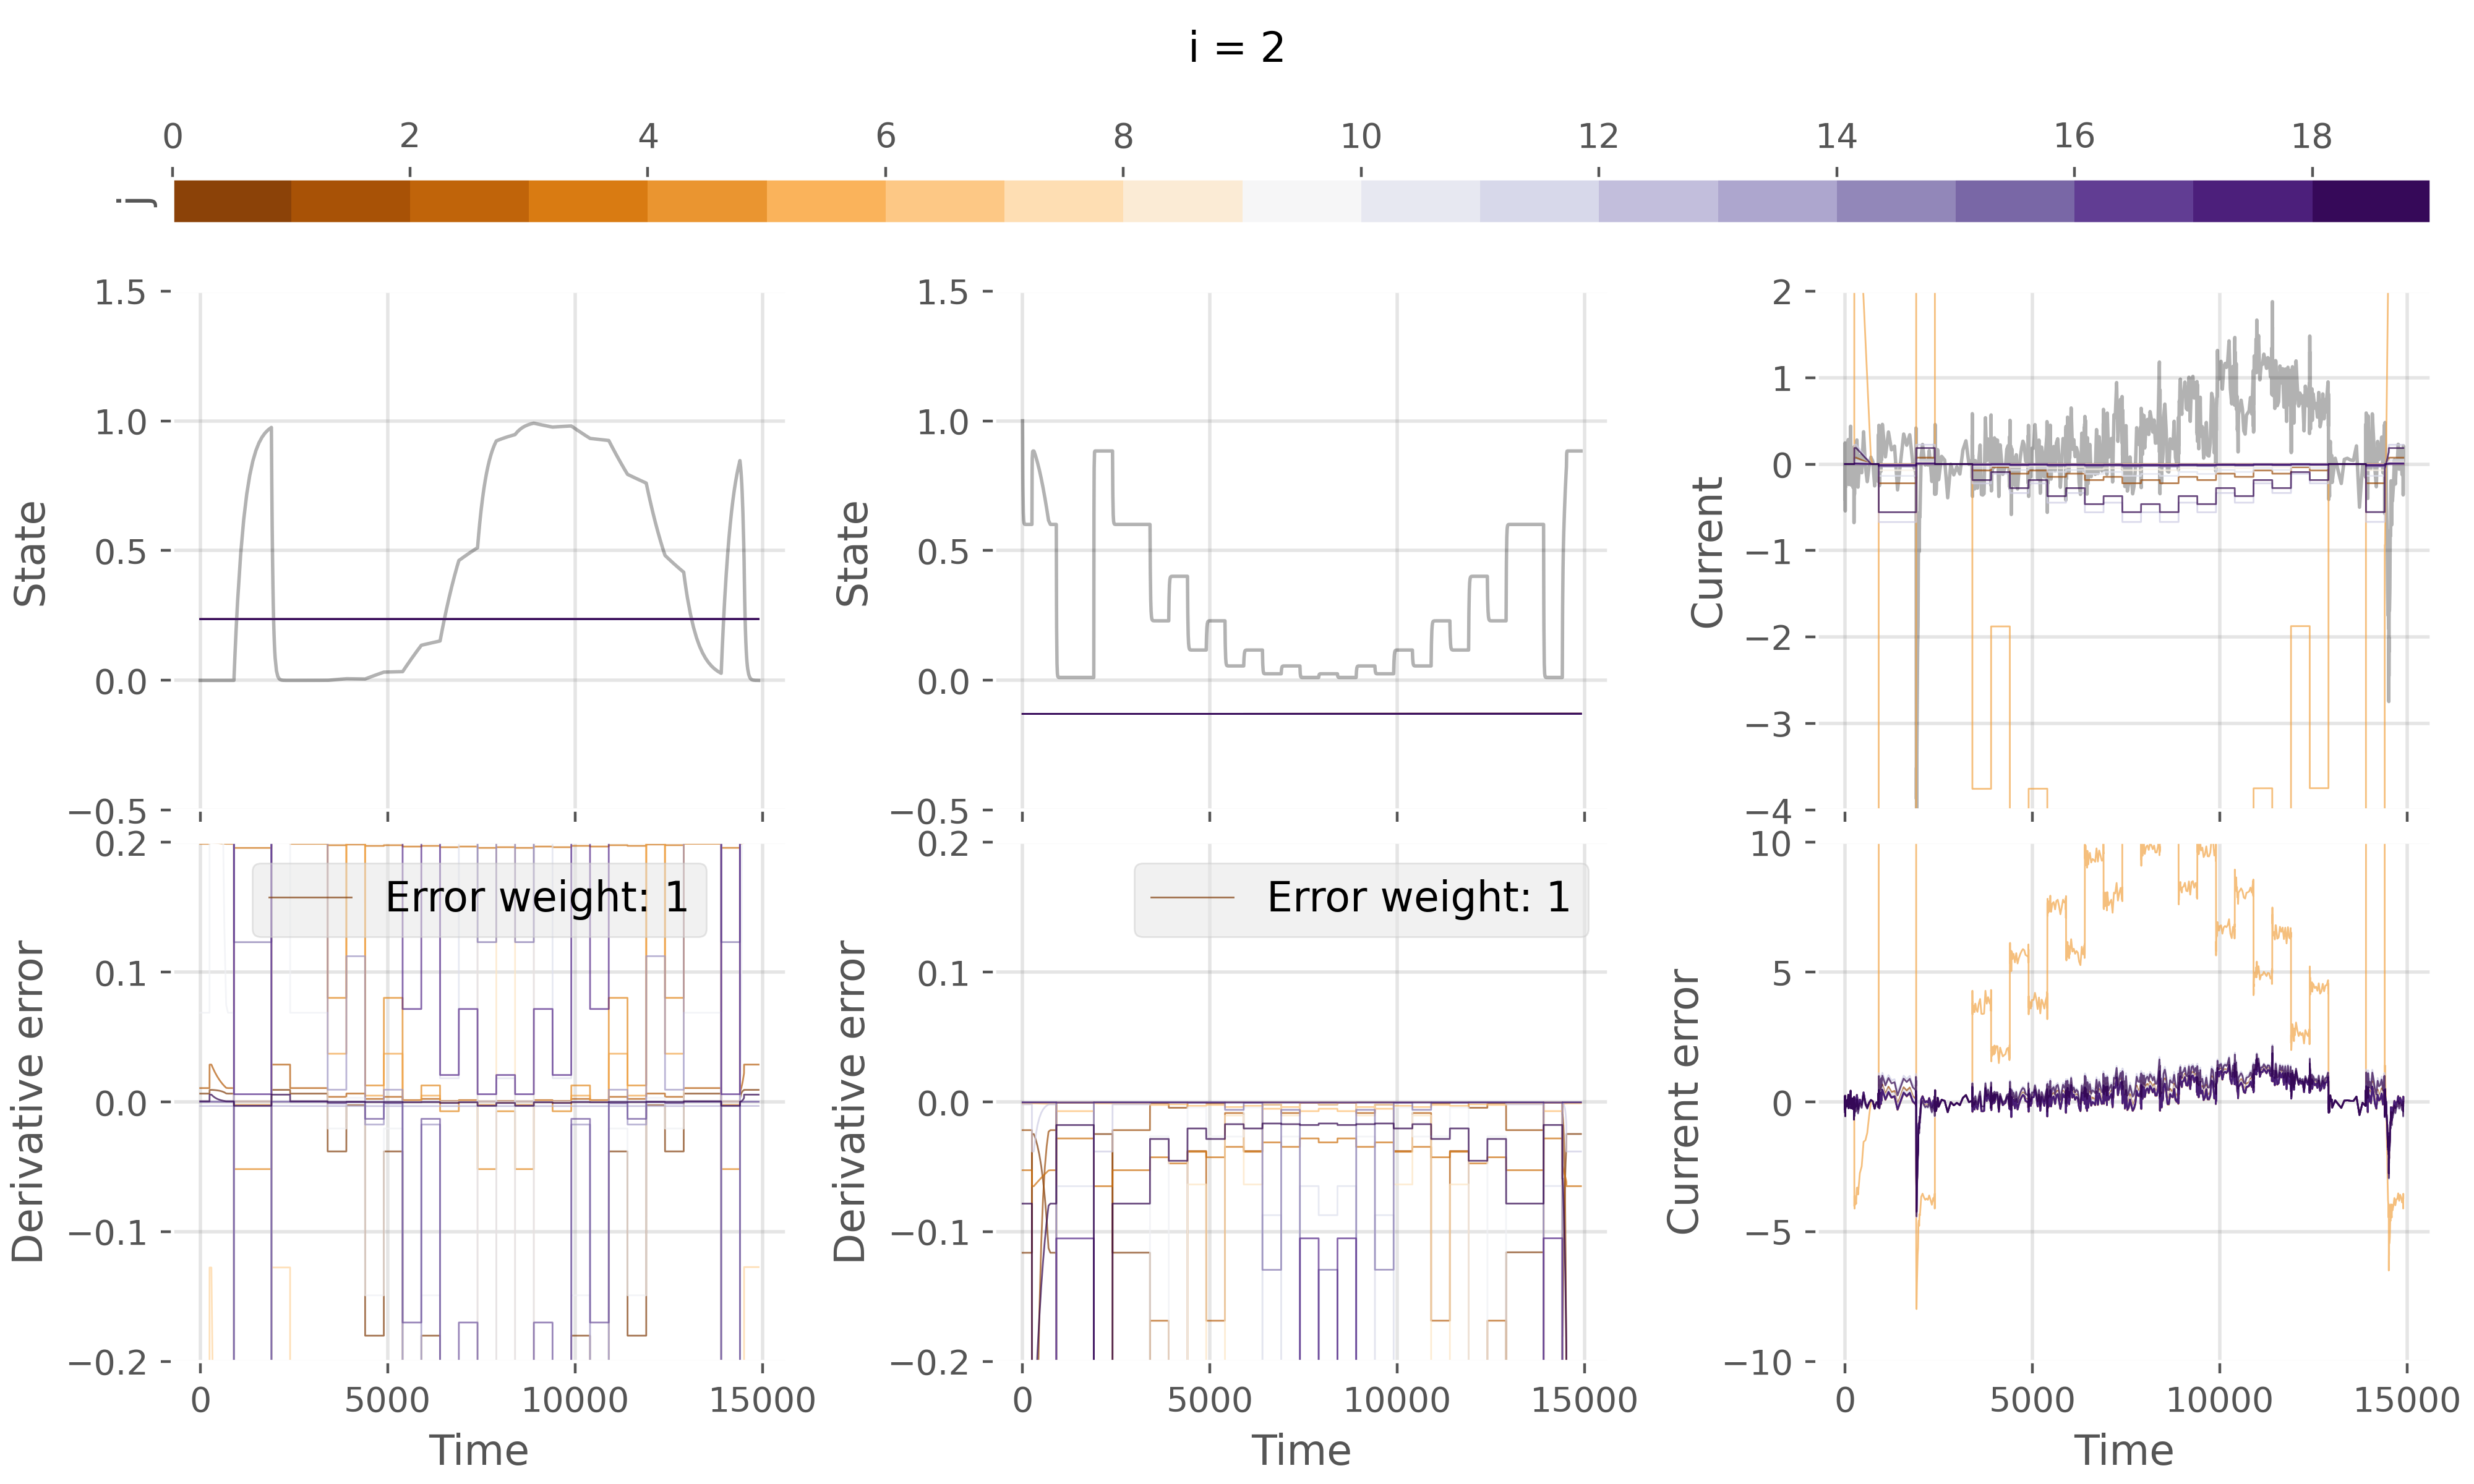 i = 2
0 2 4 6 8 10 12 14 16 18
j
1.5 1.0 0.5 0.0 −0.5
State
1.5 1.0 0.5 0.0 −0.5
State
2 1 0 −1 −2 −3 −4
Current
0.2 0.1 0.0 −0.1 −0.2
Derivative error
Error weight: 1
0 5000 10000 15000
Time
0.2 0.1 0.0 −0.1 −0.2
Derivative error
Error weight: 1
0 5000 10000 15000
Time
10 5 0 −5 −10
Current error
0 5000 10000 15000
Time